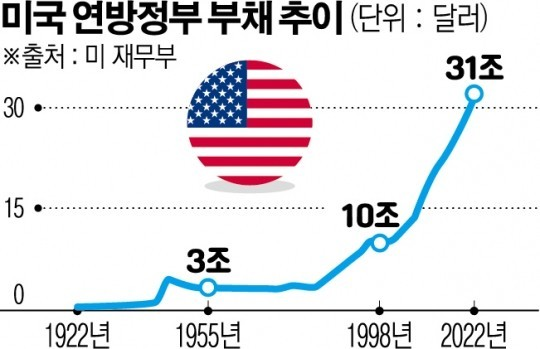 미국 연방정부 부채 추이 (단위 : 달러)
※출처 : 미 재무부
31조
30
15
10조
3조
0
1922년 1955년 1998년 2022년